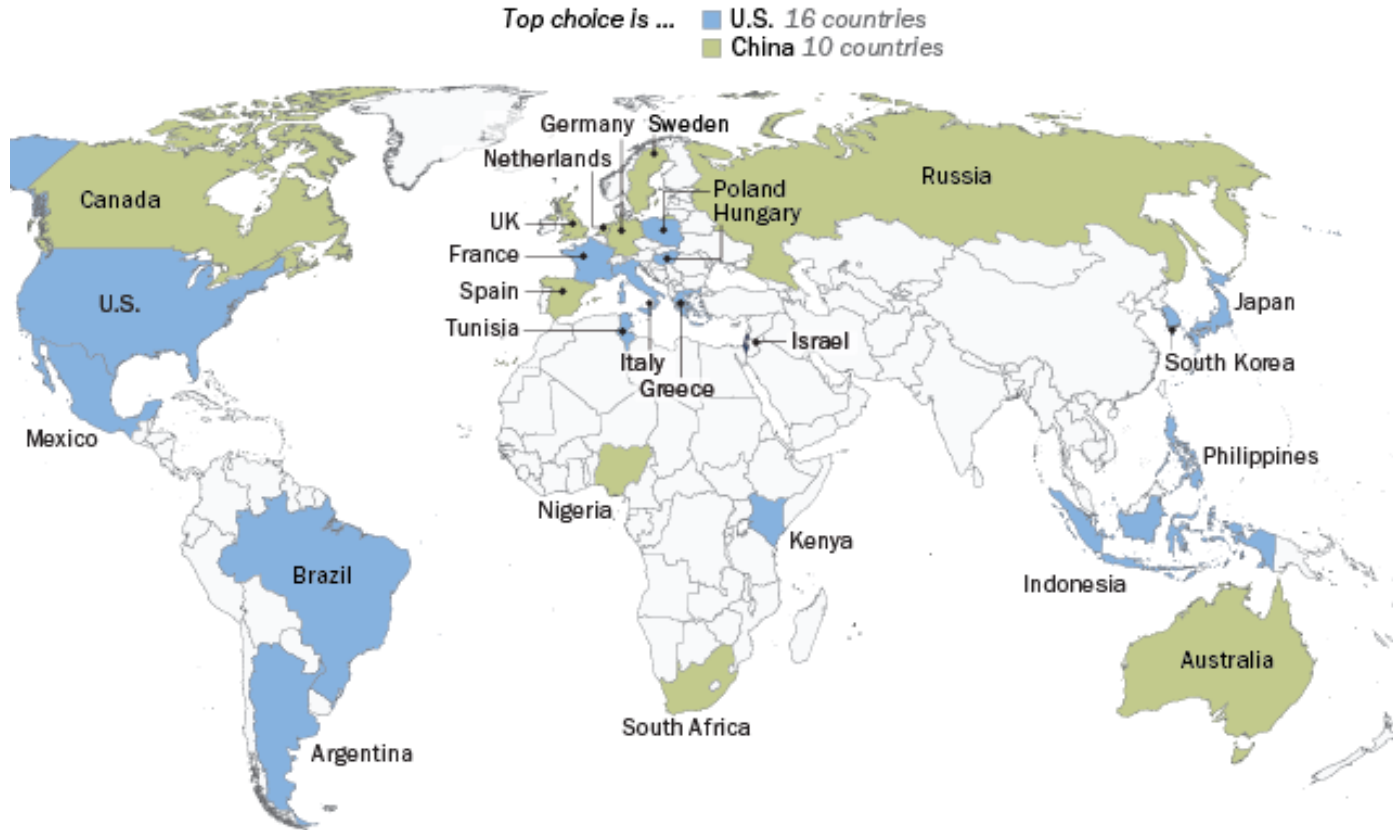 Top choice is ... U.S. 16 countries
China 10 countries
Germany Sweden
Netherlands
Poland
Hungary
Russia
Canada
UK
France
Spain
U.S.
Tunisia
Italy
Greece
Israel
Japan
South Korea
Mexico
Philippines
Nigeria
Kenya
Brazil
Indonesia
Australia
South Africa
Argentina